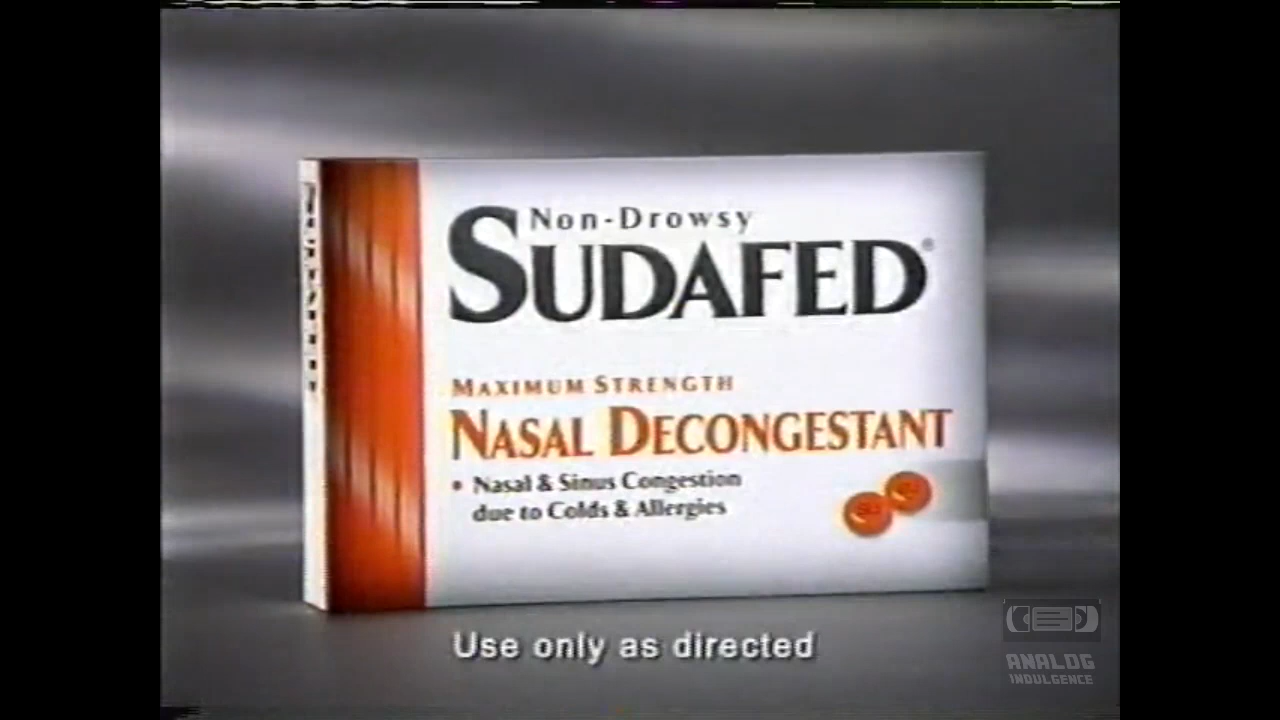 Non-Drowsy
SUDAFED®
MAXIMUM STRENGTH
NASAL DECONGESTANT
• Nasal & Sinus Congestion
due to Colds & Allergies
Use only as directed
ANALOG
INDULGENCE